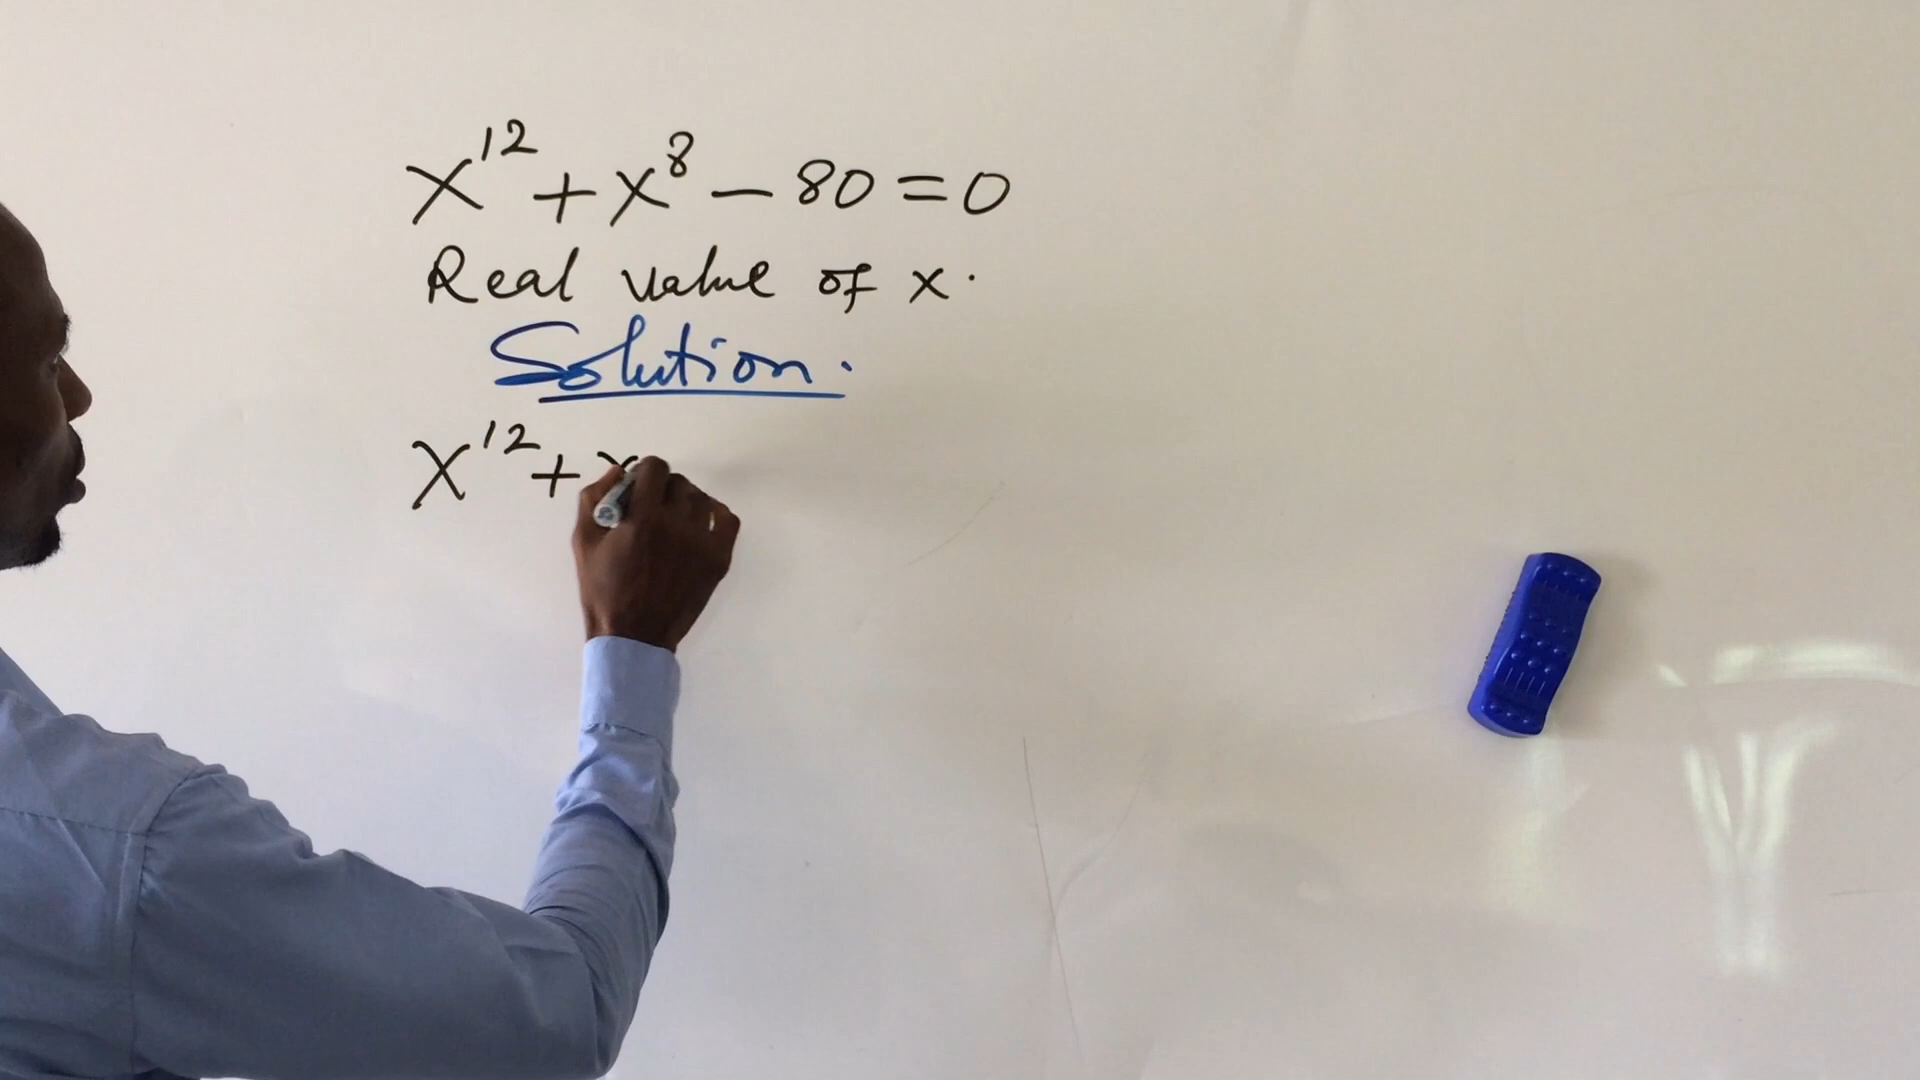 x¹² + x⁸ – 80 = 0
Real value of x.
Solution.
x¹² + x